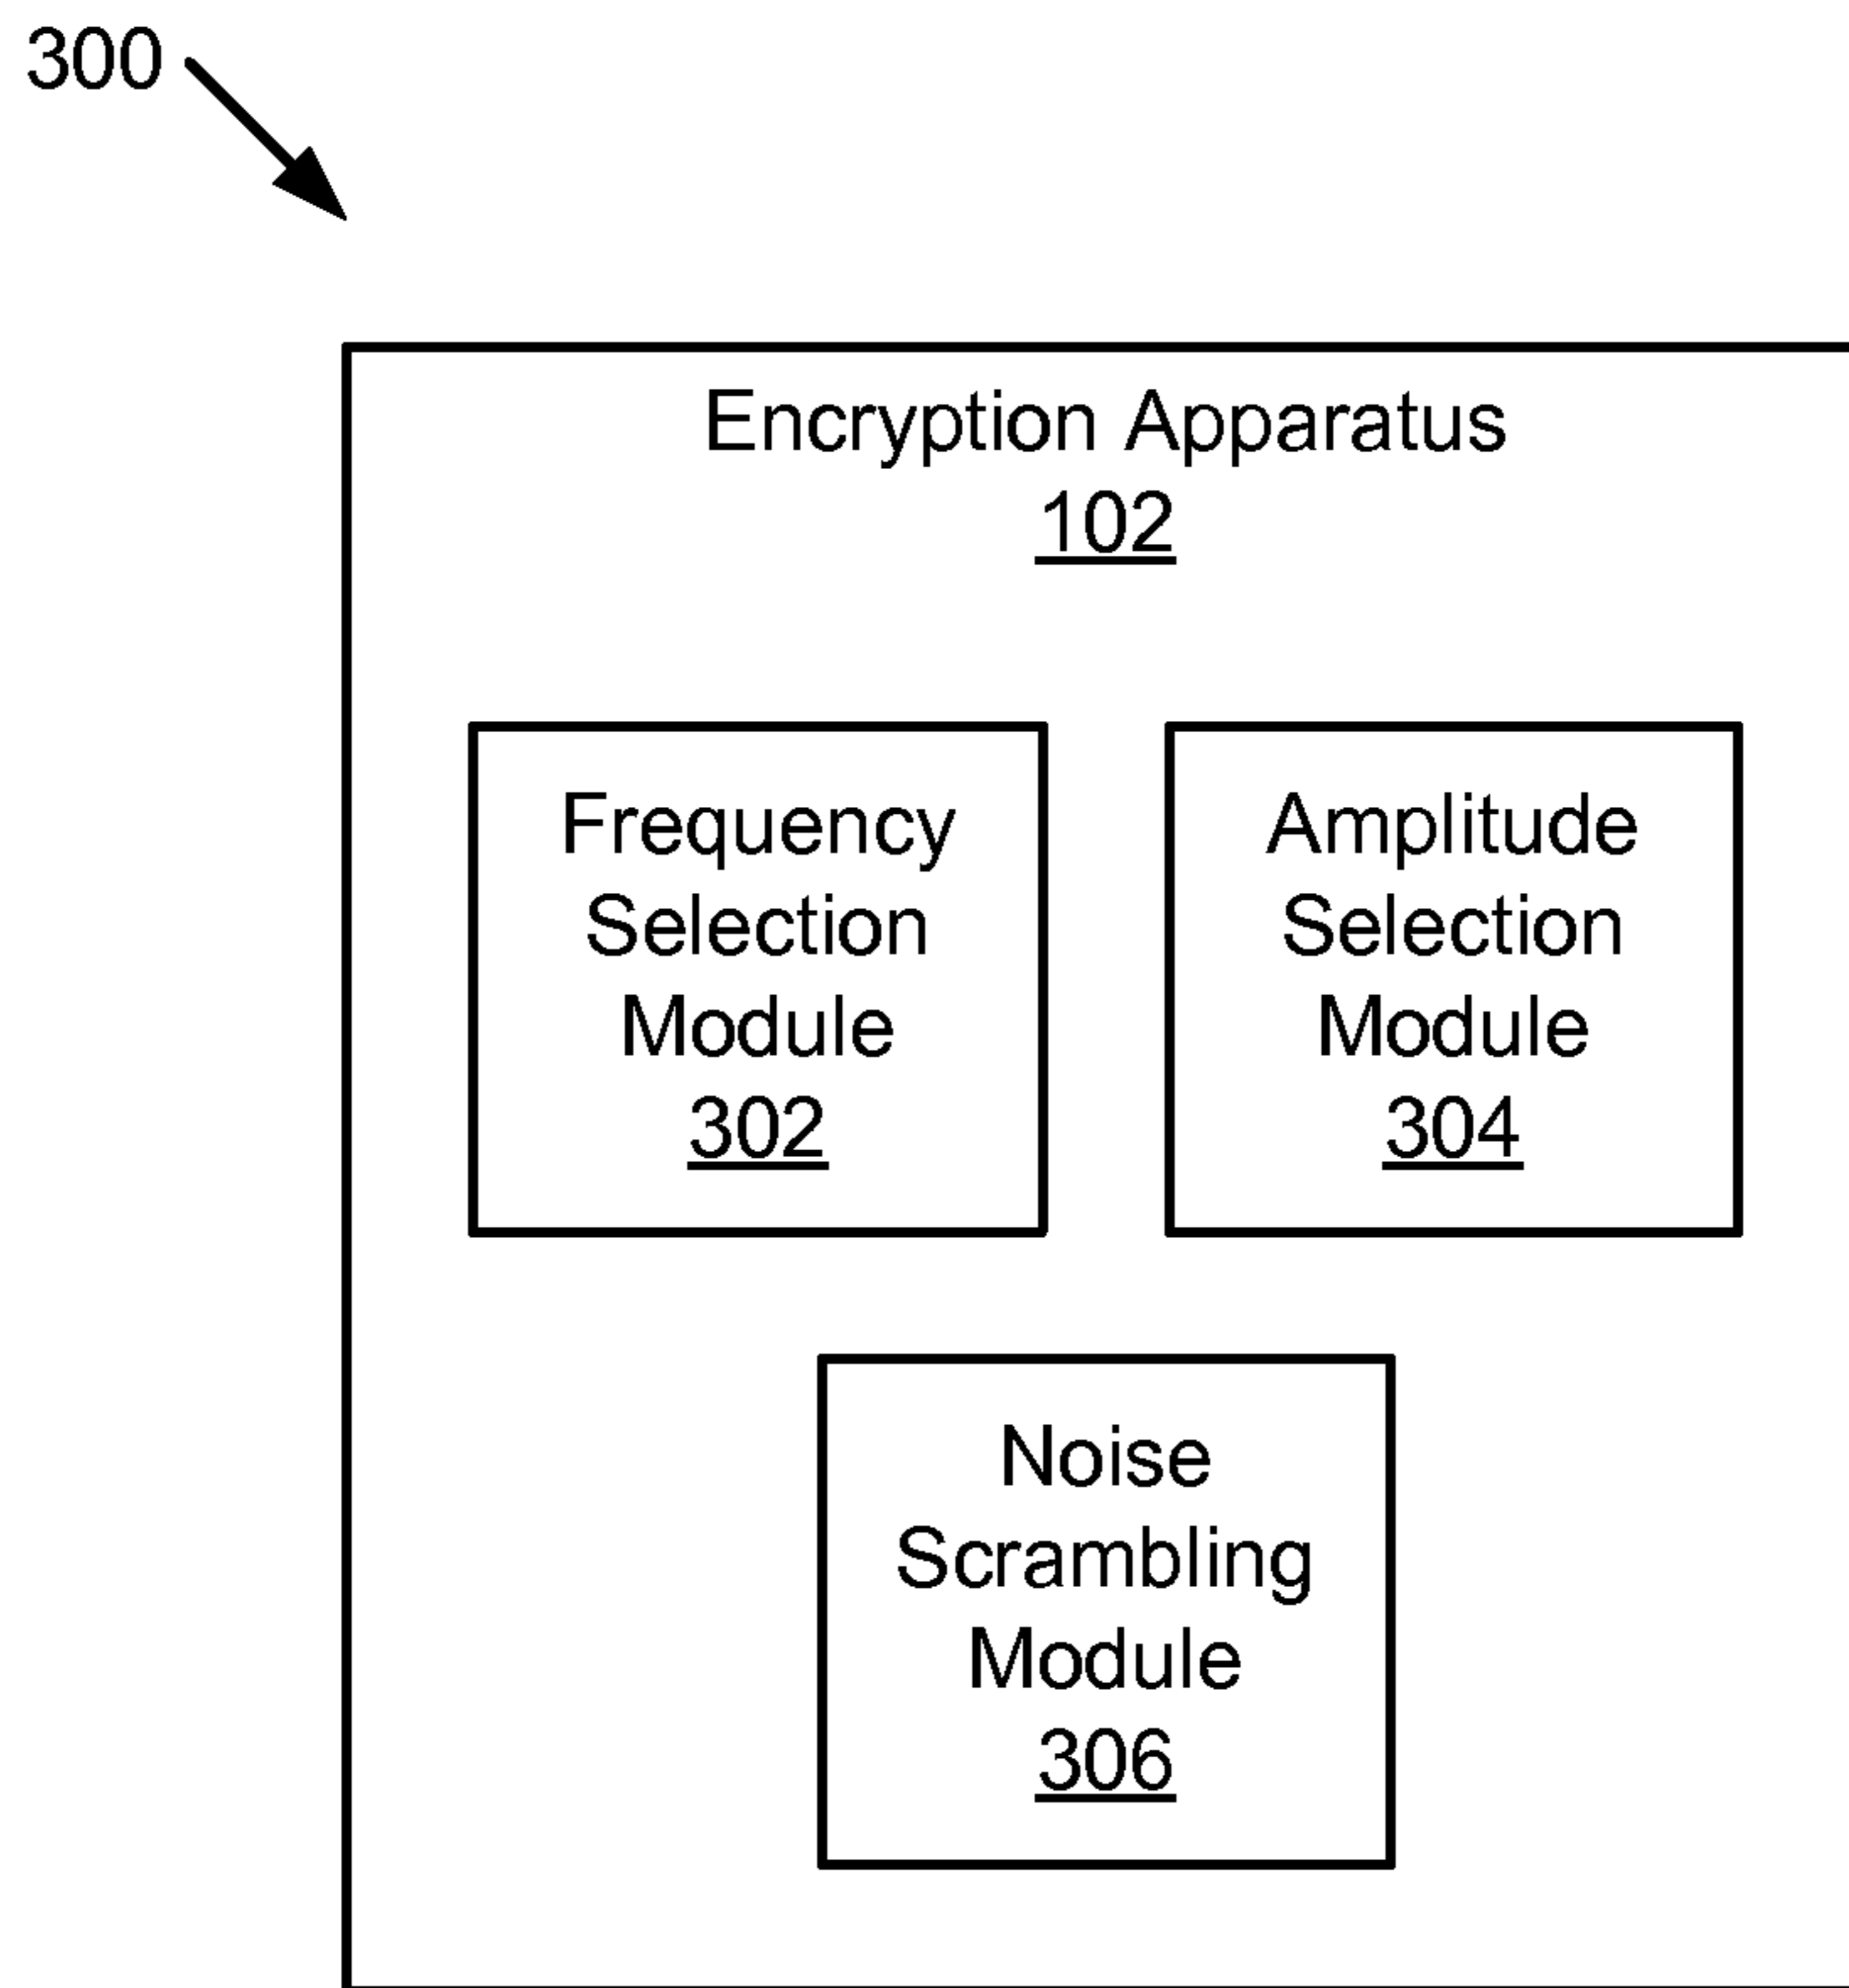 300
Encryption Apparatus
102
Frequency
Selection
Module
302
Amplitude
Selection
Module
304
Noise
Scrambling
Module
306